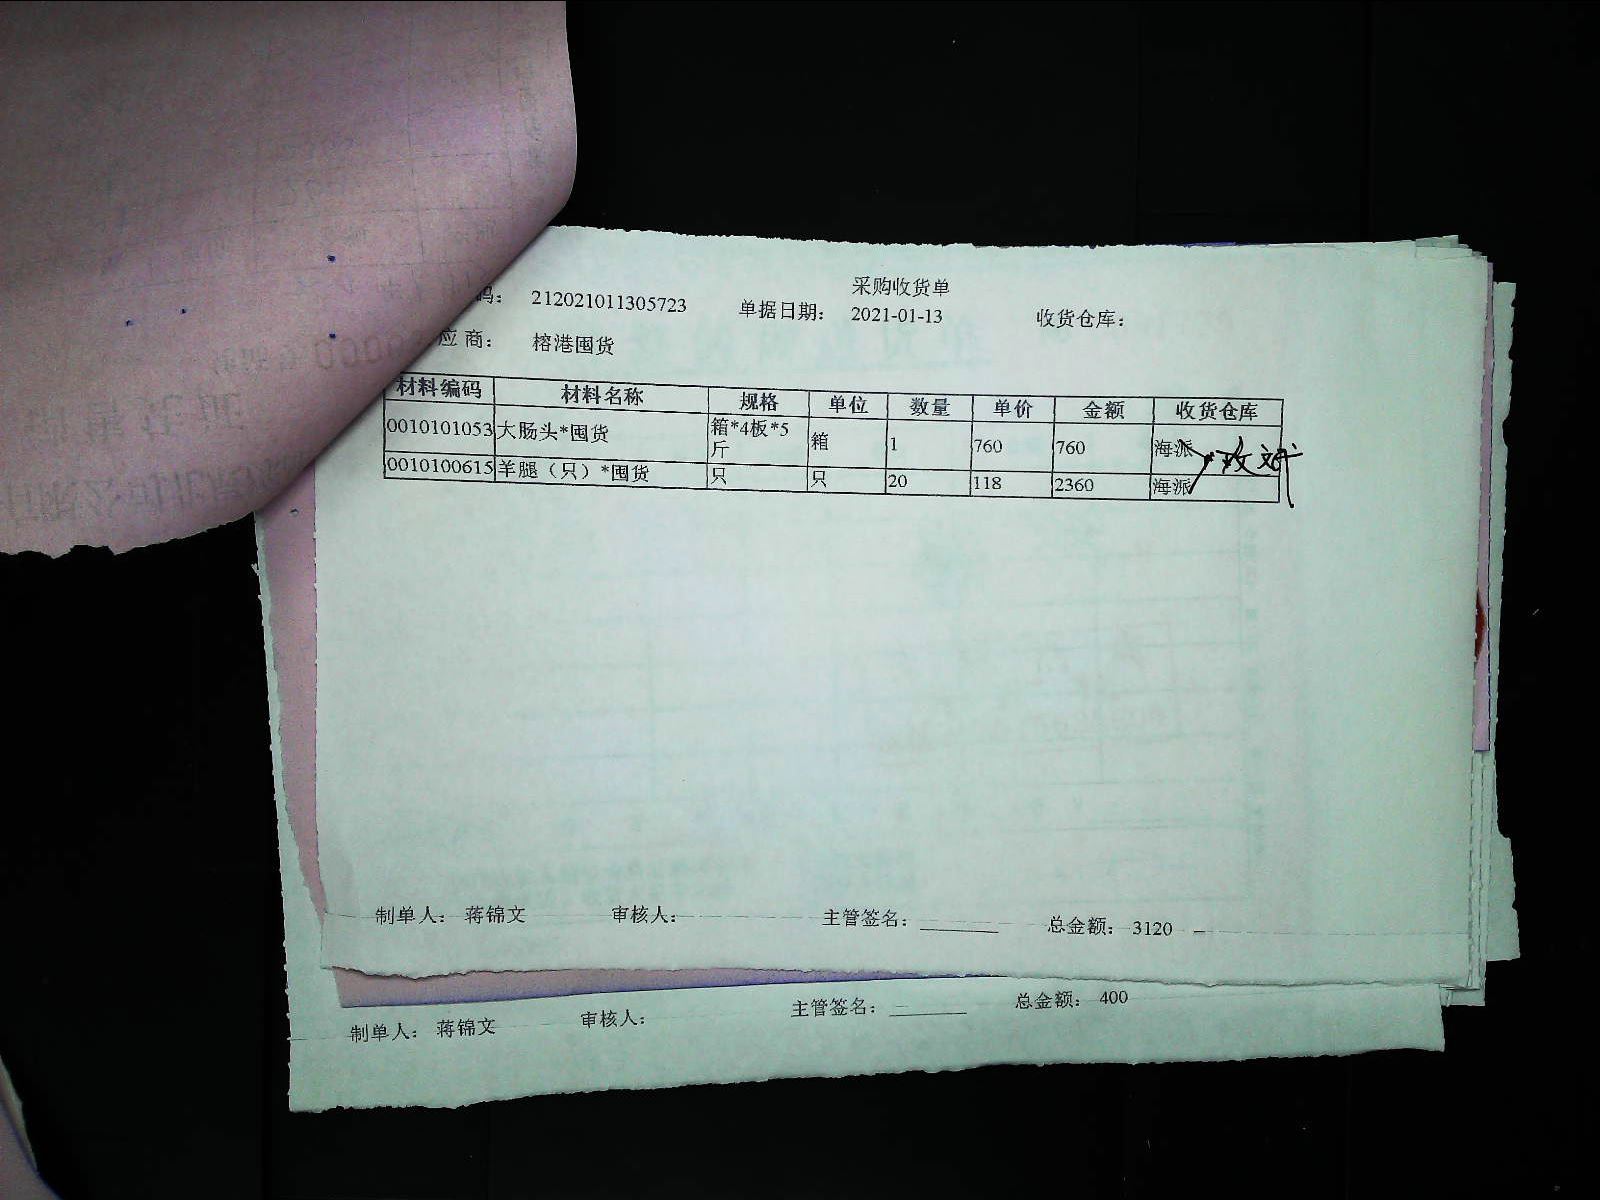 采购收货单
码： 212021011305723 单据日期： 2021-01-13 收货仓库：
应商： 榕港囤货
材料编码 材料名称 规格 单位 数量 单价 金额 收货仓库
0010101053 大肠头*囤货 箱*4板*5斤 箱 1 760 760 海派
0010100615 羊腿（只）*囤货 只 只 20 118 2360 海派
制单人： 蒋锦文 审核人： 主管签名： 总金额： 3120
制单人： 蒋锦文 审核人： 主管签名： 总金额： 400